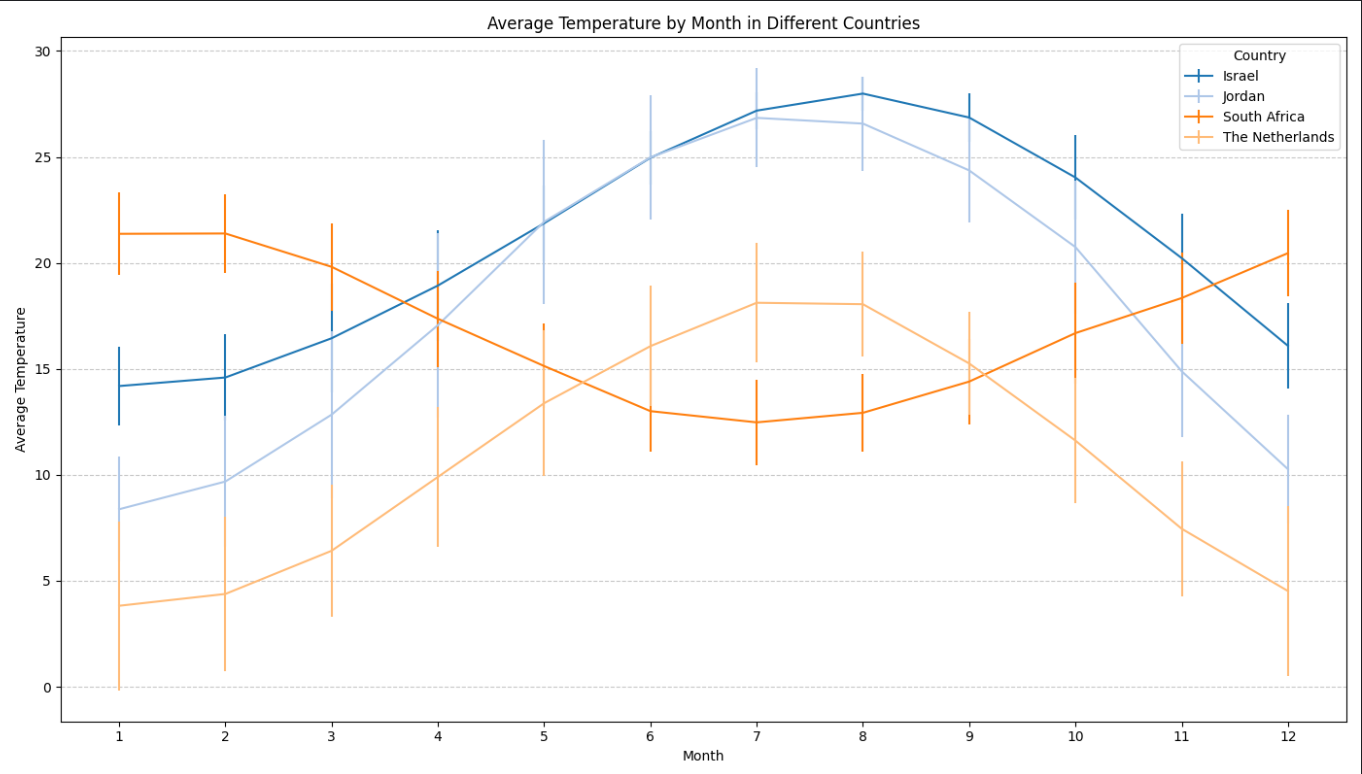 Average Temperature by Month in Different Countries
30
25
20
15
10
5
0
Average Temperature
Country
Israel
Jordan
South Africa
The Netherlands
1 2 3 4 5 6 7 8 9 10 11 12
Month